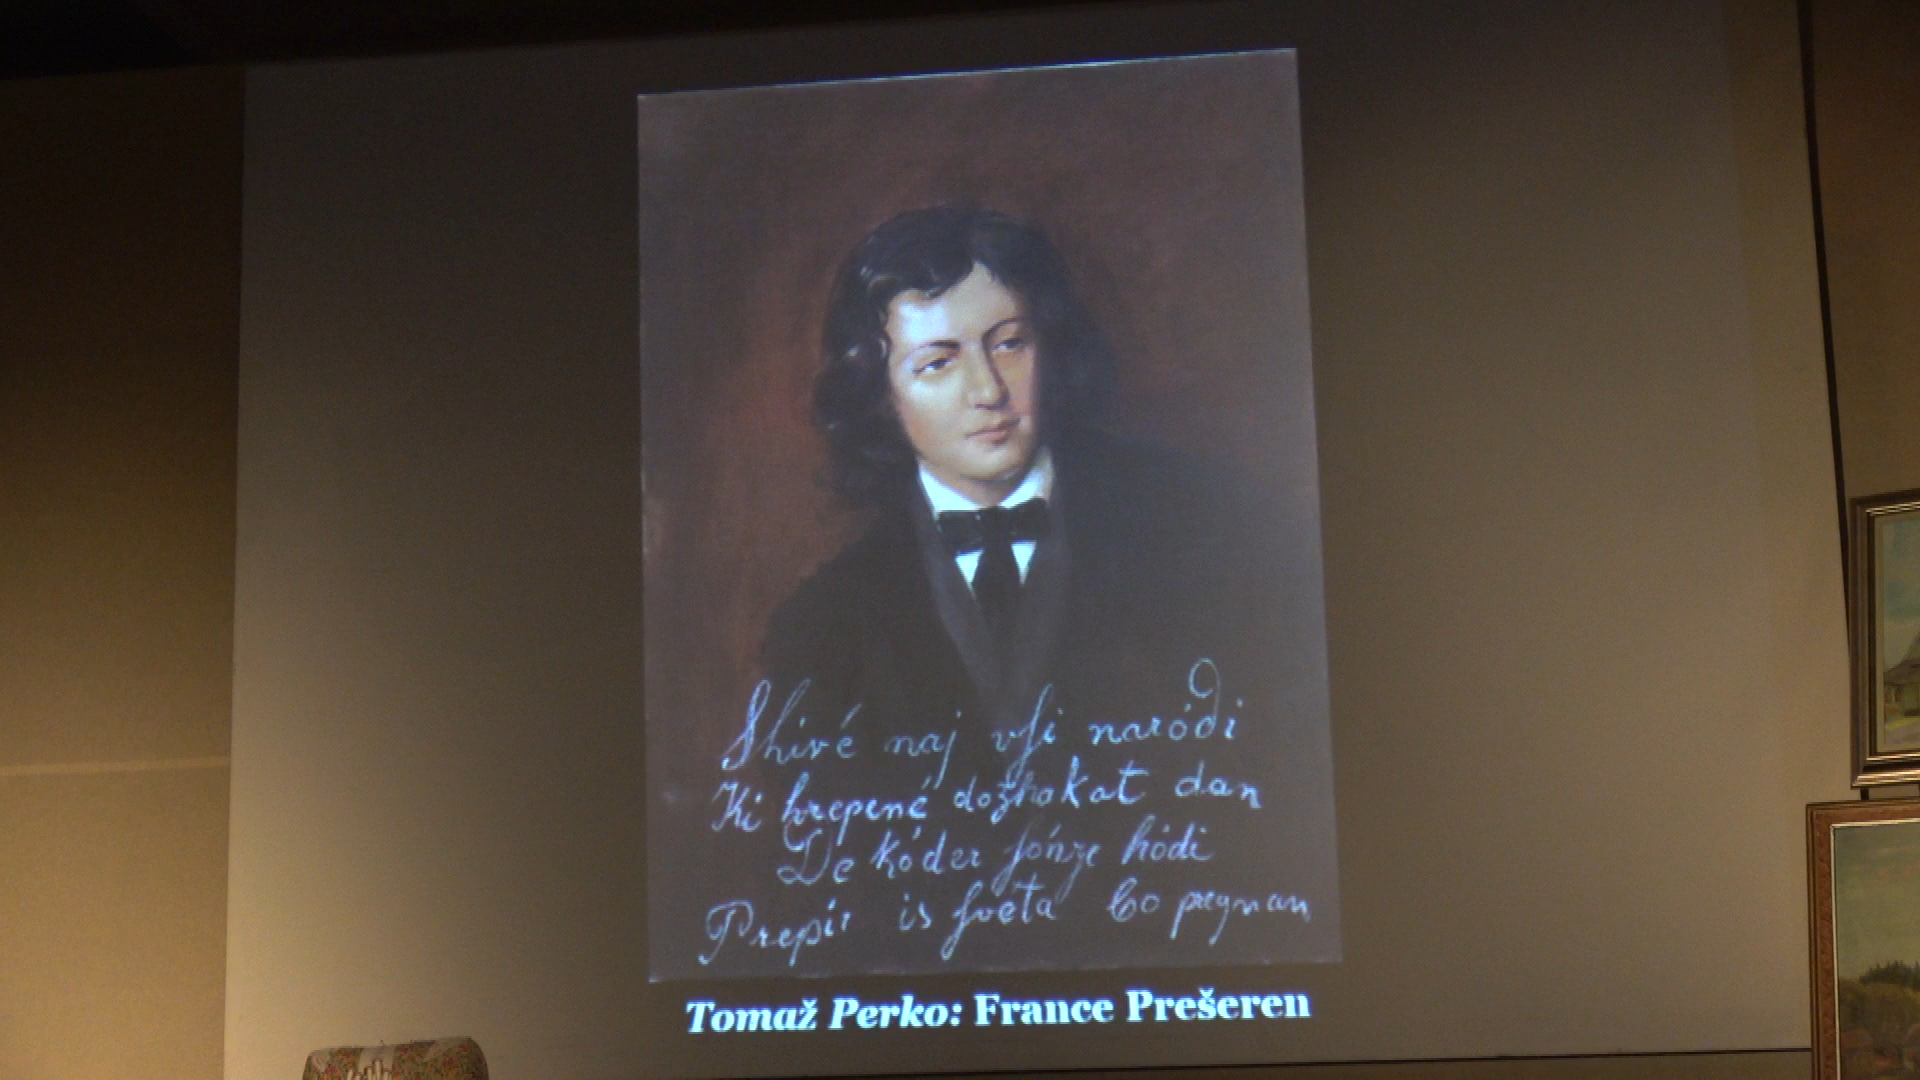 Shivé naj vſi naródi
Ki hrepené dozhakat dan
De kóder ſónze hódi
Prepír is ſveta bo pregnan
Tomaž Perko: France Prešeren